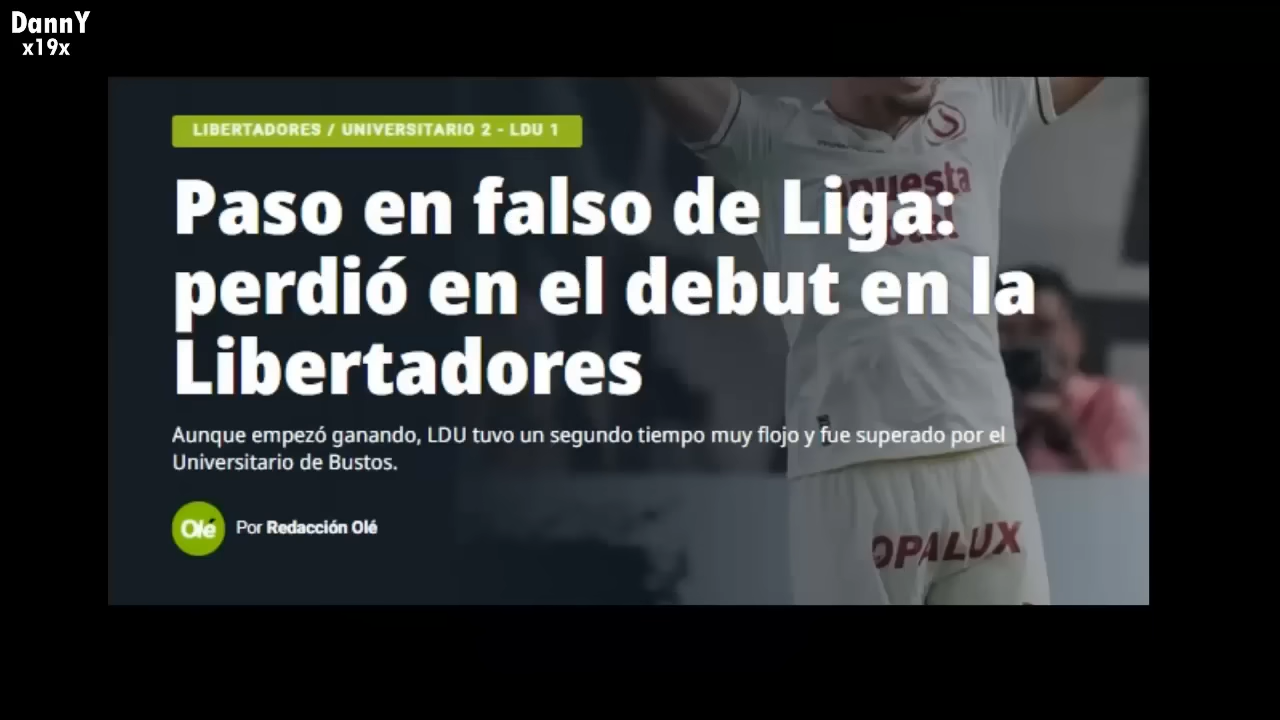 DannY
x19x
LIBERTADORES / UNIVERSITARIO 2 - LDU 1
Paso en falso de Liga:
perdió en el debut en la
Libertadores
Aunque empezó ganando, LDU tuvo un segundo tiempo muy flojo y fue superado por el
Universitario de Bustos.
Olé Por Redacción Olé
apuesta
total
OPALUX